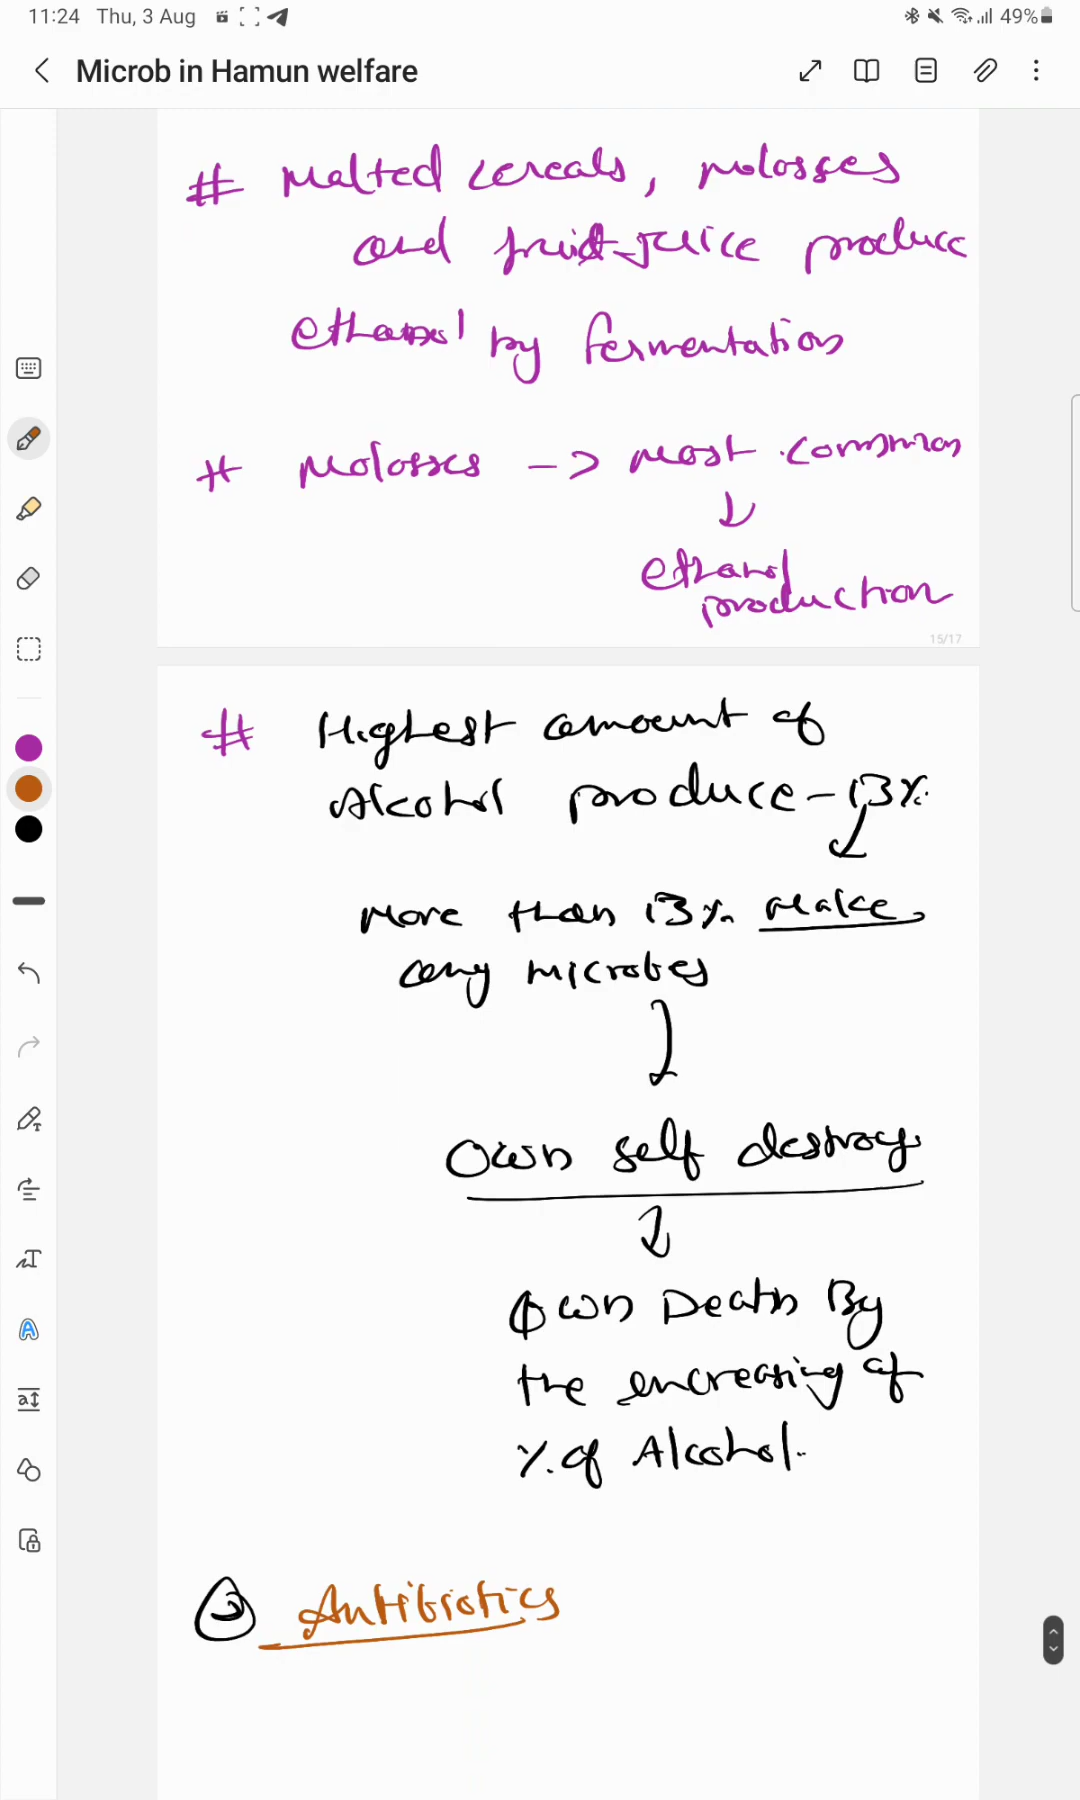 11:24 Thu, 3 Aug
49%
Microb in Hamun welfare
# Malted cereals, molosses
and fruit juice produce
ethanol by fermentation
# Molosses -> most common
ethanol
production
15/17
# Highest amount of
Alcohol produce - 13%
More than 13% make
any microbes
Own self destroy
Own Death By
the encreasing of
% of Alcohol.
Antibiotics